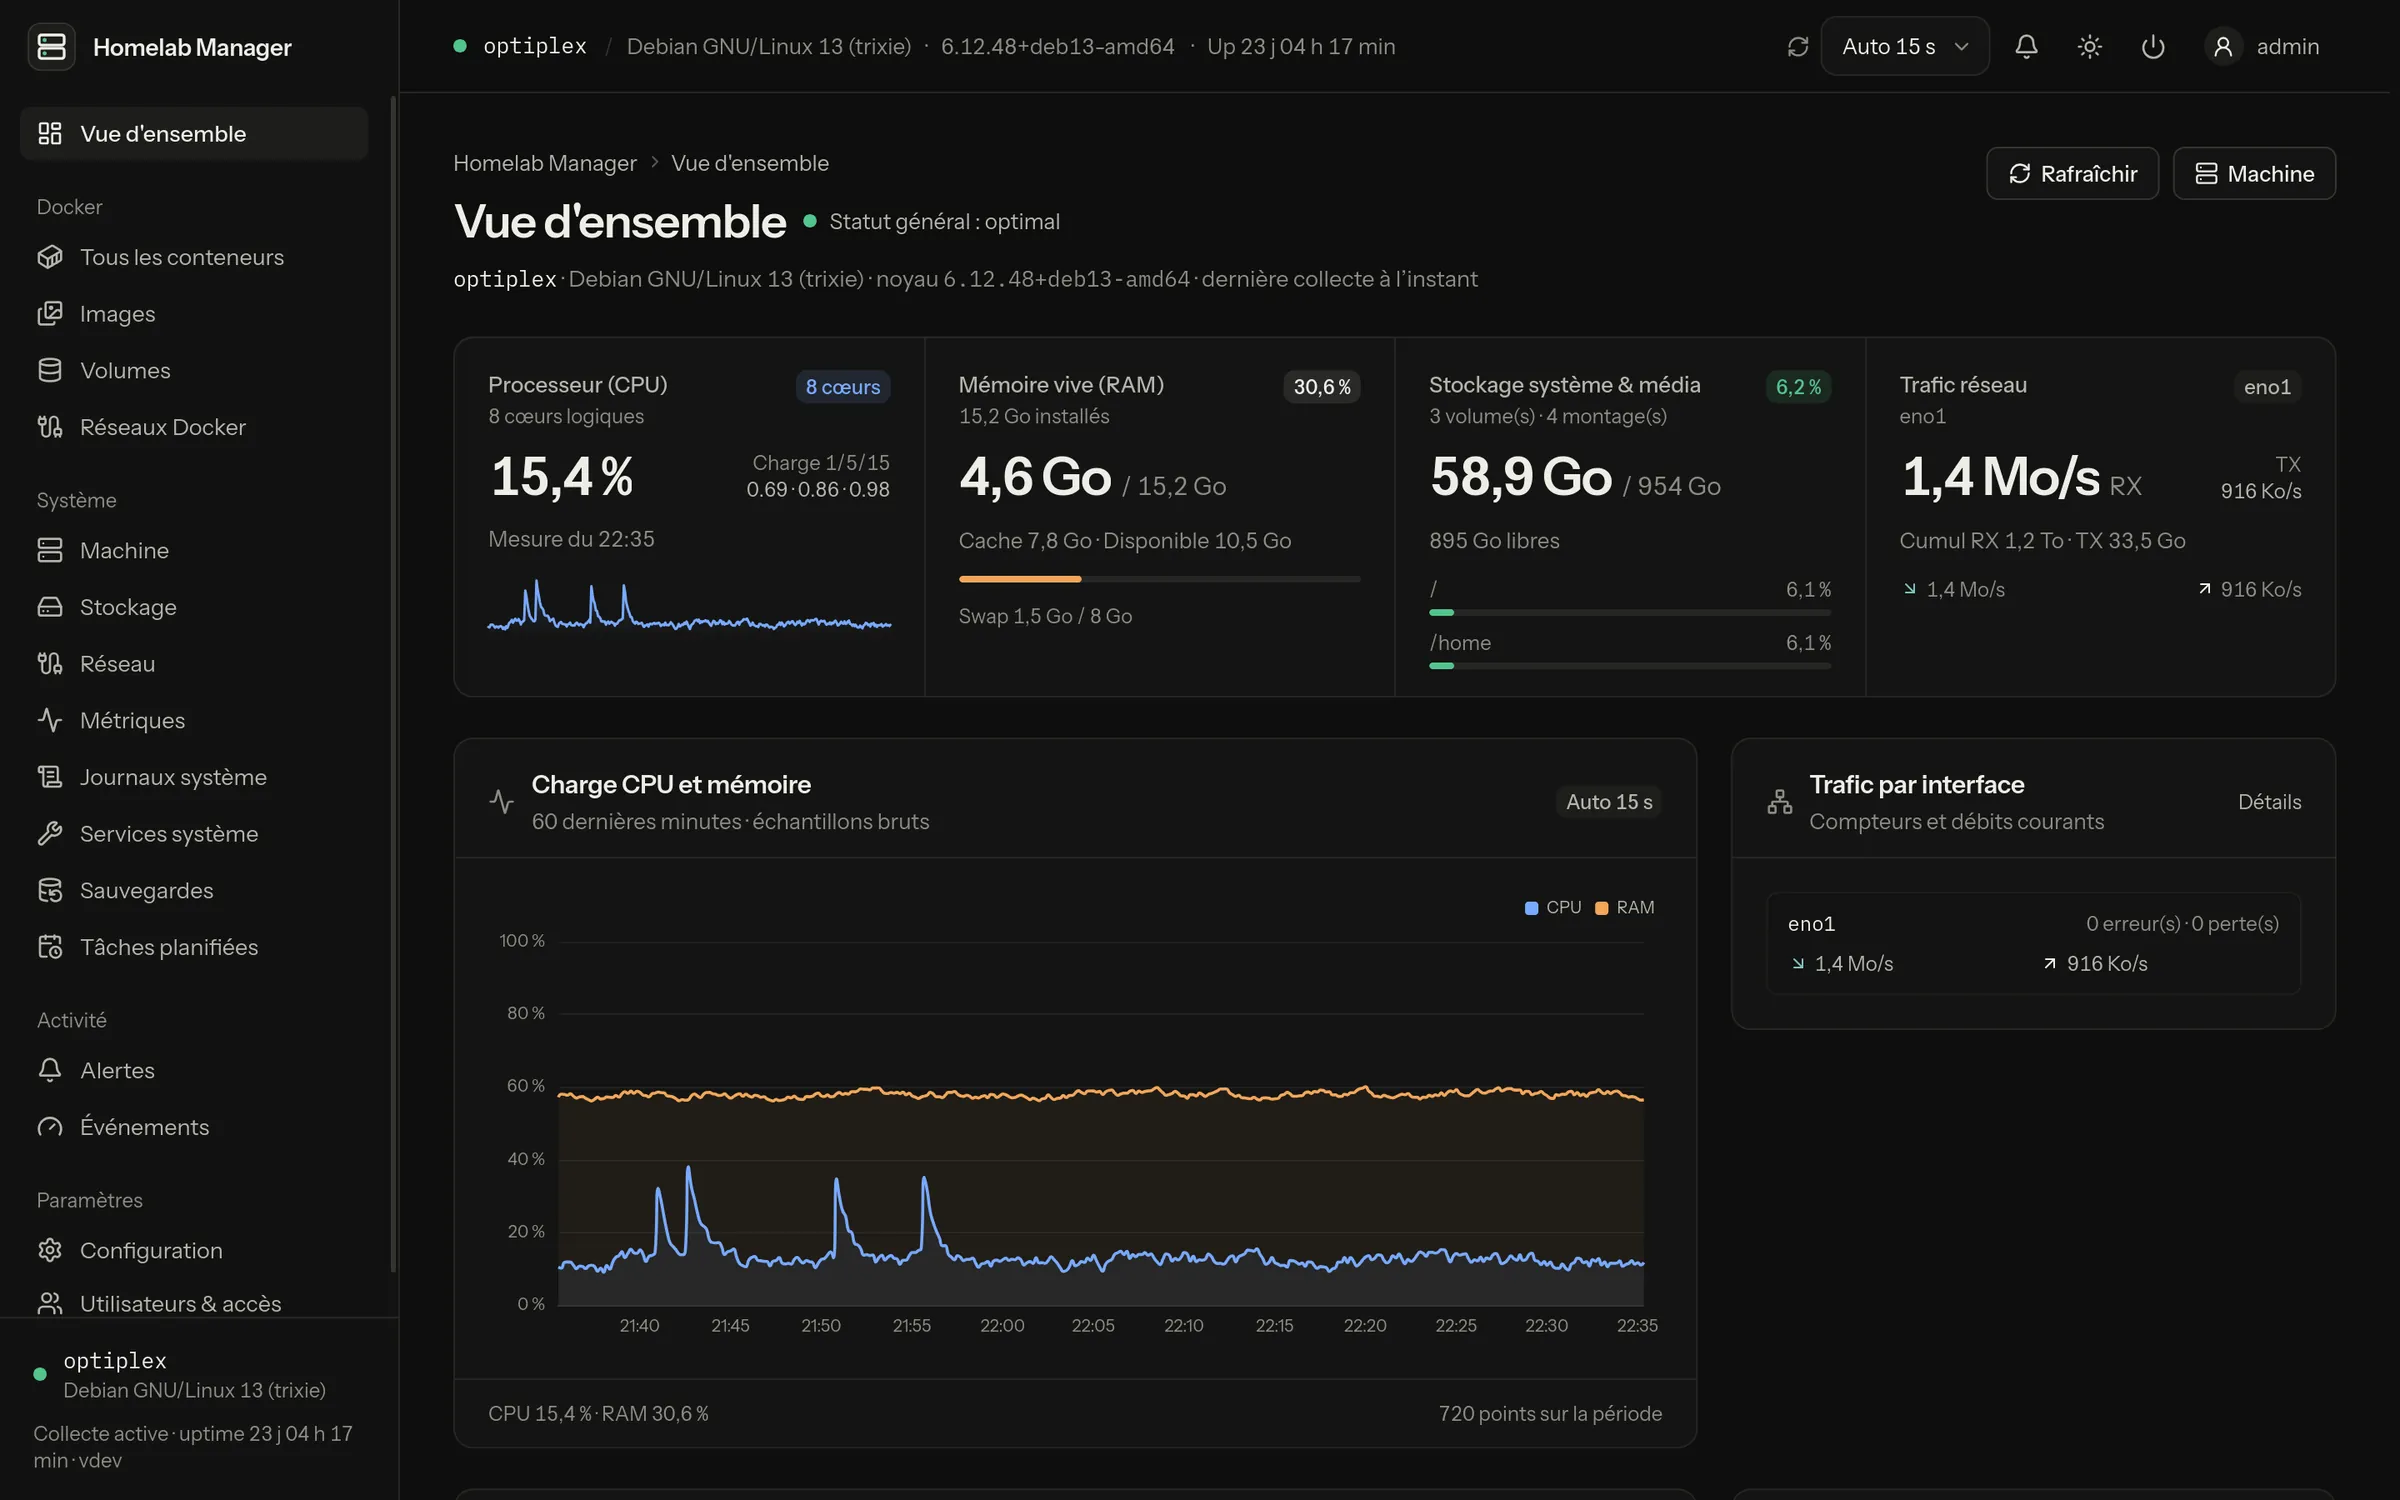 Homelab Manager
optiplex / Debian GNU/Linux 13 (trixie) · 6.12.48+deb13-amd64 · Up 23 j 04 h 17 min
Auto 15 s
admin
Vue d'ensemble
Docker
Tous les conteneurs
Images
Volumes
Réseaux Docker
Système
Machine
Stockage
Réseau
Métriques
Journaux système
Services système
Sauvegardes
Tâches planifiées
Activité
Alertes
Événements
Paramètres
Configuration
Utilisateurs & accès
optiplex
Debian GNU/Linux 13 (trixie)
Collecte active · uptime 23 j 04 h 17
min · vdev
Homelab Manager > Vue d'ensemble
Rafraîchir
Machine
Vue d'ensemble
Statut général : optimal
optiplex · Debian GNU/Linux 13 (trixie) · noyau 6.12.48+deb13-amd64 · dernière collecte à l’instant
Processeur (CPU)
8 cœurs
8 cœurs logiques
15,4 %
Charge 1/5/15
0.69 · 0.86 · 0.98
Mesure du 22:35
Mémoire vive (RAM)
30,6 %
15,2 Go installés
4,6 Go / 15,2 Go
Cache 7,8 Go · Disponible 10,5 Go
Swap 1,5 Go / 8 Go
Stockage système & média
6,2 %
3 volume(s) · 4 montage(s)
58,9 Go / 954 Go
895 Go libres
/ 6,1 %
/home 6,1 %
Trafic réseau
eno1
eno1
1,4 Mo/s RX
TX
916 Ko/s
Cumul RX 1,2 To · TX 33,5 Go
1,4 Mo/s
916 Ko/s
Charge CPU et mémoire
60 dernières minutes · échantillons bruts
Auto 15 s
CPU RAM
100 %
80 %
60 %
40 %
20 %
0 %
21:40 21:45 21:50 21:55 22:00 22:05 22:10 22:15 22:20 22:25 22:30 22:35
CPU 15,4 % · RAM 30,6 %
720 points sur la période
Trafic par interface
Compteurs et débits courants
Détails
eno1
0 erreur(s) · 0 perte(s)
1,4 Mo/s
916 Ko/s